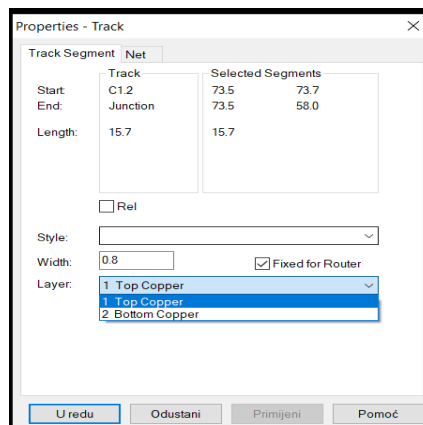 Properties - Track
Track Segment Net
Track Selected Segments
Start: C1.2 73.5 73.7
End: Junction 73.5 58.0
Length: 15.7 15.7
Rel
Style:
Width: 0.8 Fixed for Router
Layer: 1 Top Copper
1 Top Copper
2 Bottom Copper
U redu Odustani Primijeni Pomoć